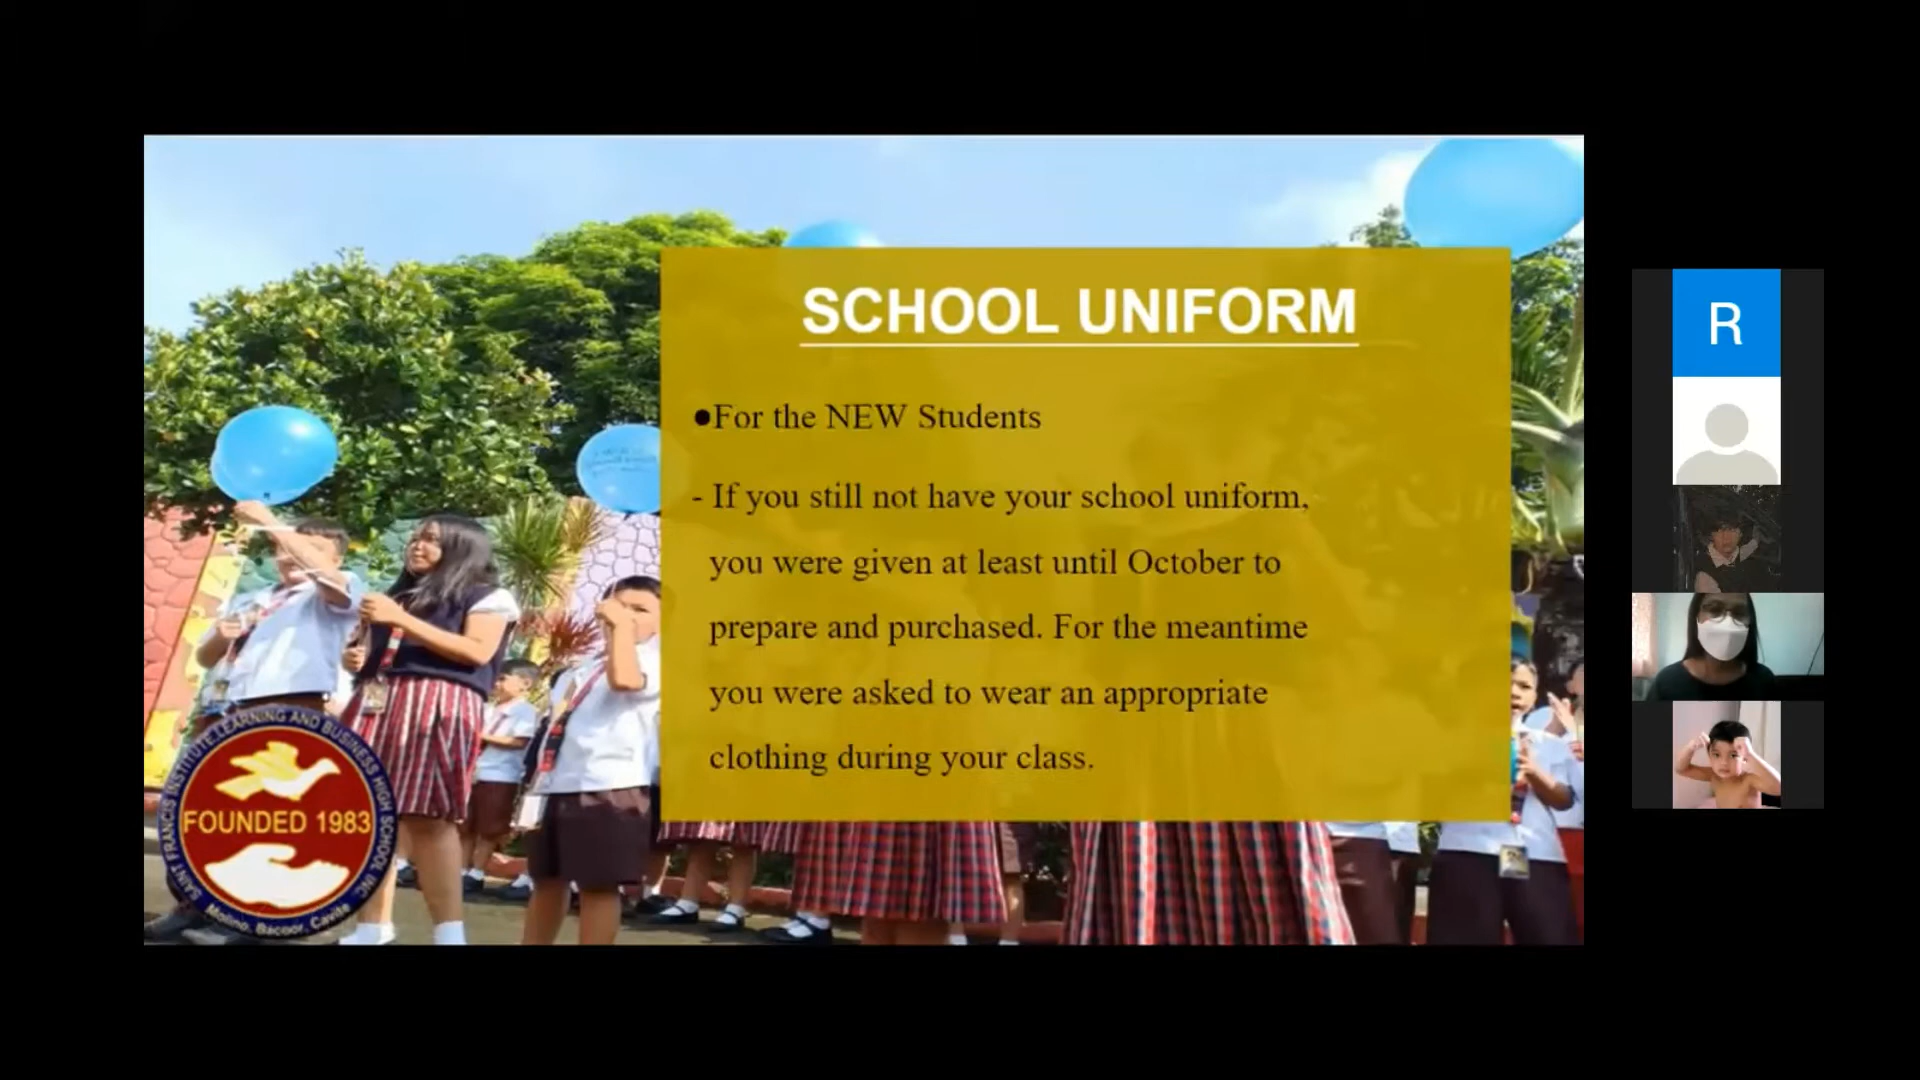 SCHOOL UNIFORM
●For the NEW Students
- If you still not have your school uniform,
you were given at least until October to
prepare and purchased. For the meantime
you were asked to wear an appropriate
clothing during your class.
SAINT FRANCIS INSTITUTE LEARNING AND BUSINESS HIGH SCHOOL INC.
FOUNDED 1983
Molino, Bacoor, Cavite
R